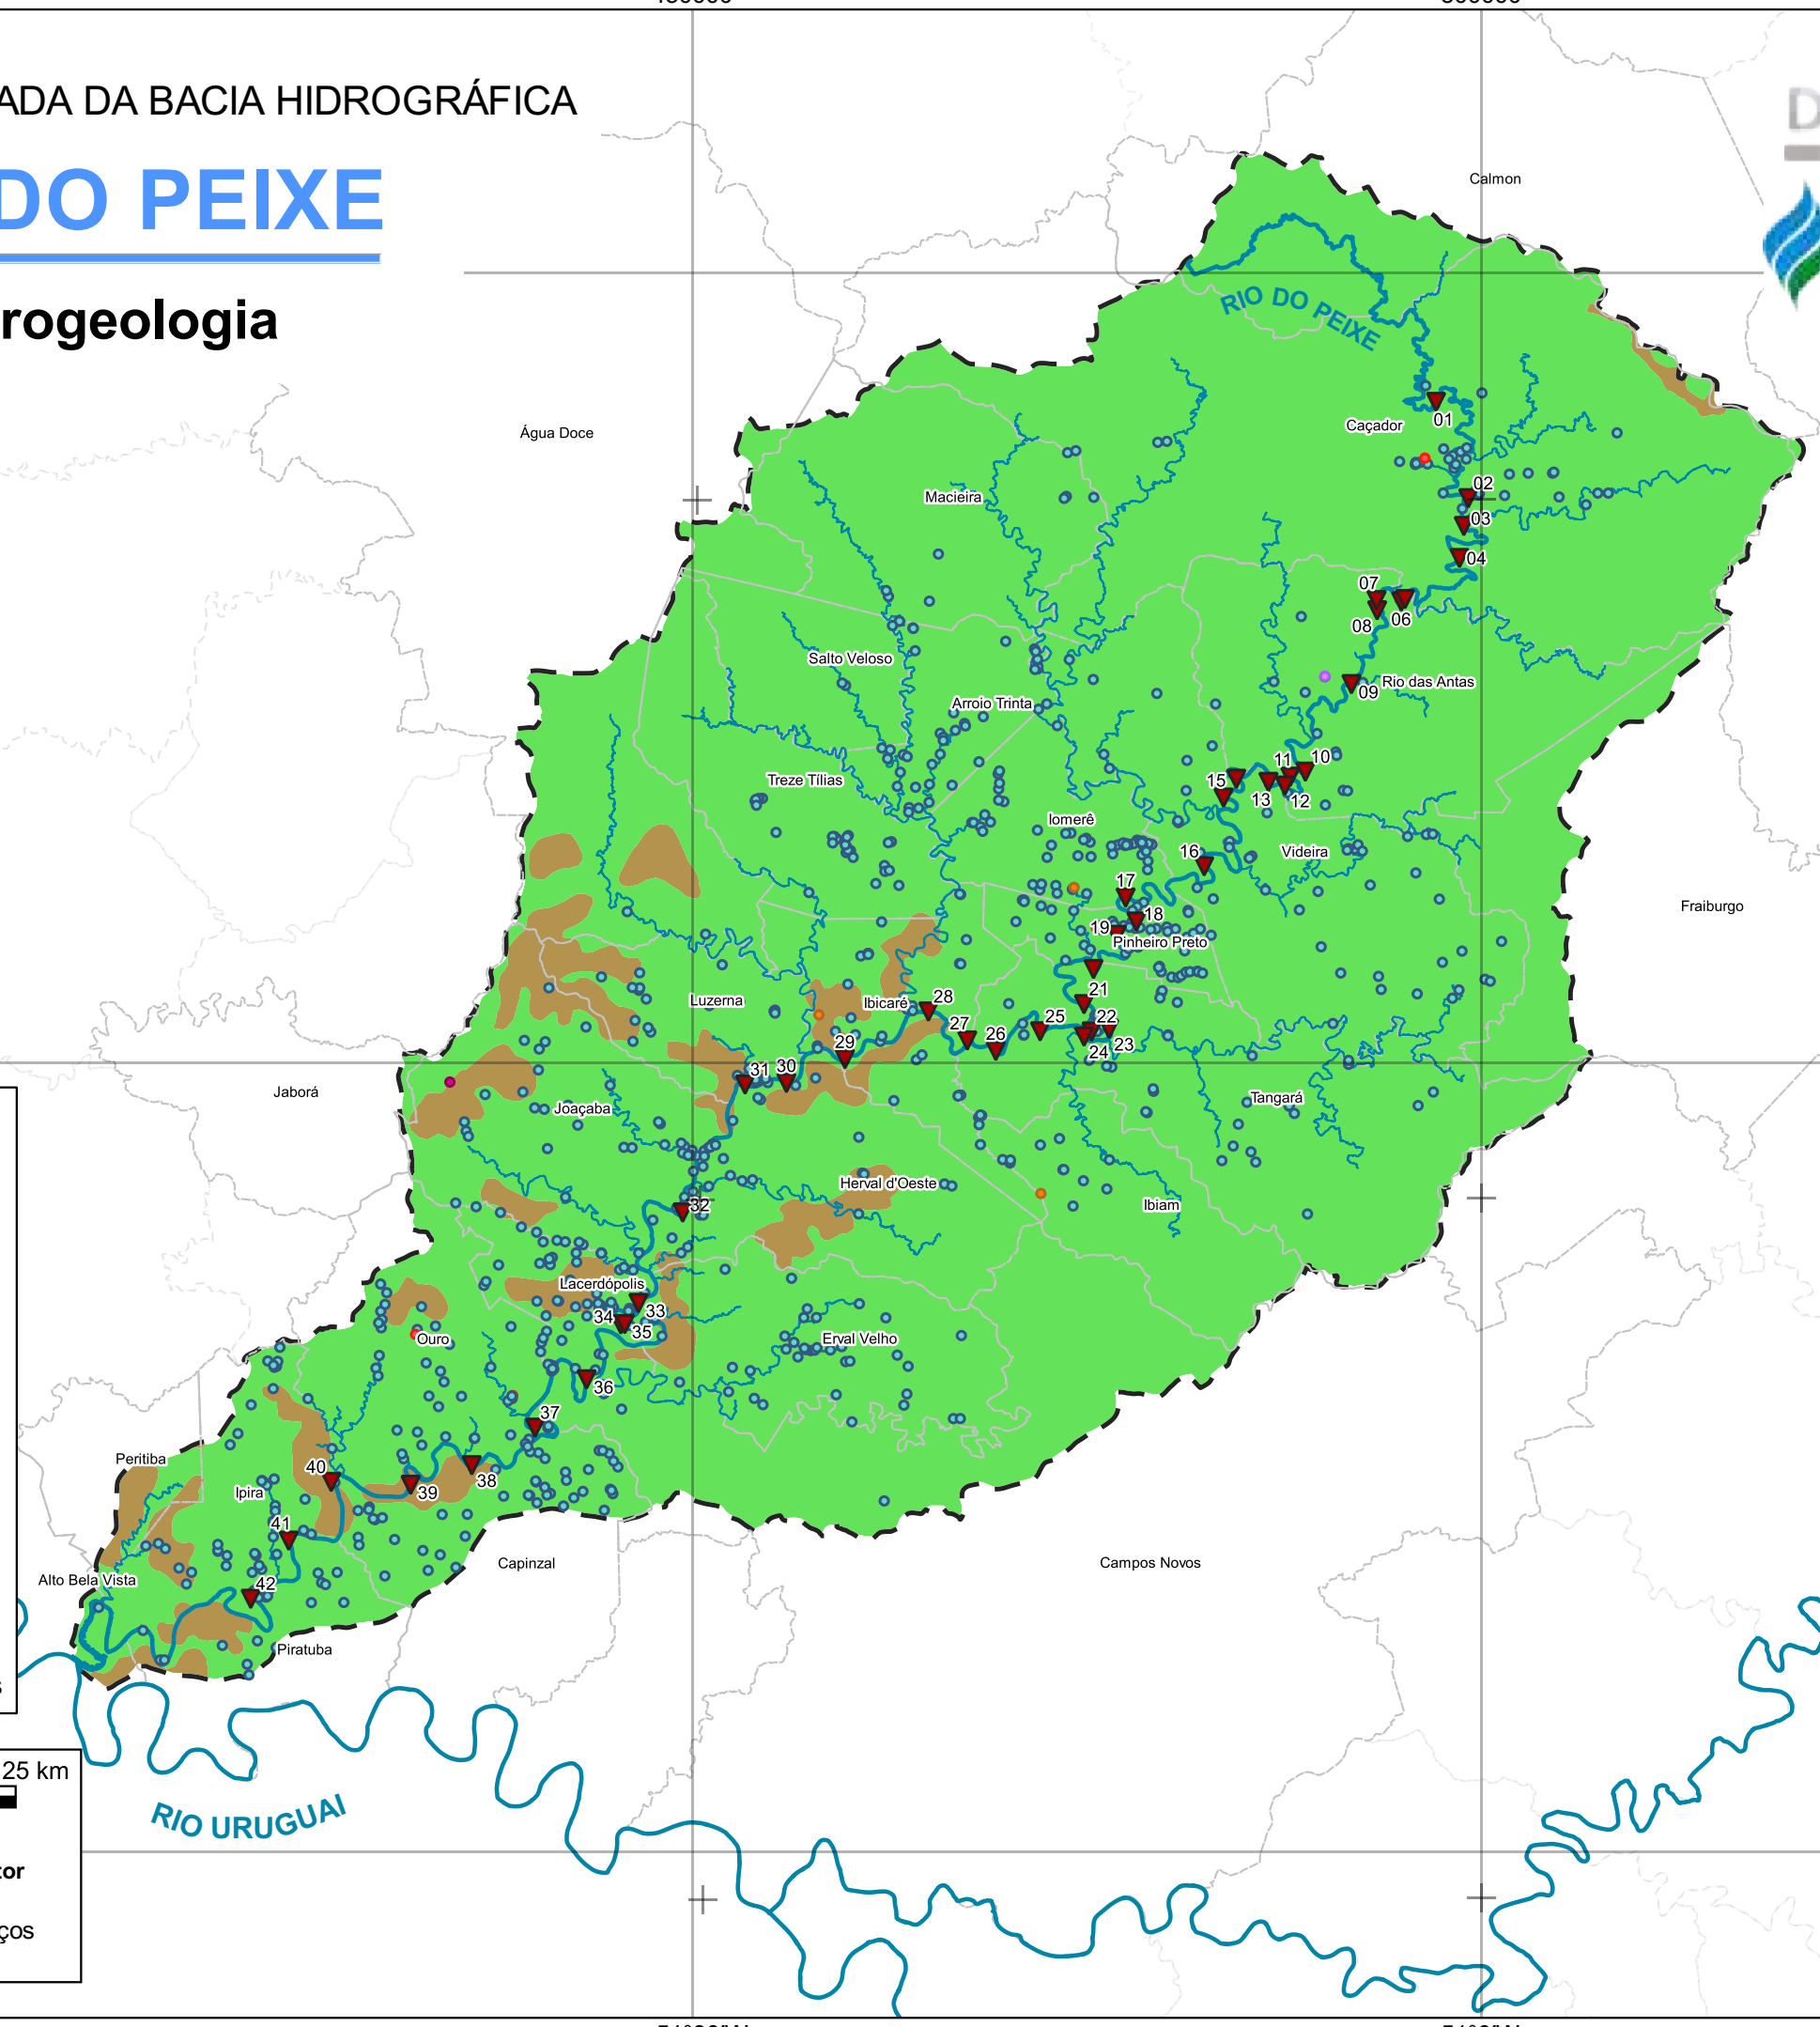 ADA DA BACIA HIDROGRÁFICA
DO PEIXE
rogeologia
D
Calmon
RIO DO PEIXE
Água Doce
Caçador
01
Macieira
02
03
04
07
06
08
Salto Veloso
Rio das Antas
09
Arroio Trinta
Treze Tílias
11
10
15
13
12
Iomerê
16
Videira
17
Fraiburgo
18
19
Pinheiro Preto
Luzerna
Ibicaré
28
21
27
26
25
22
23
24
29
31
30
Jaborá
Joaçaba
Tangará
Herval d'Oeste
Ibiam
32
Lacerdópolis
33
34
35
Ouro
Erval Velho
36
37
Peritiba
40
38
Ipira
39
41
Capinzal
Campos Novos
Alto Bela Vista
42
Piratuba
25 km
RIO URUGUAI
tor
ços